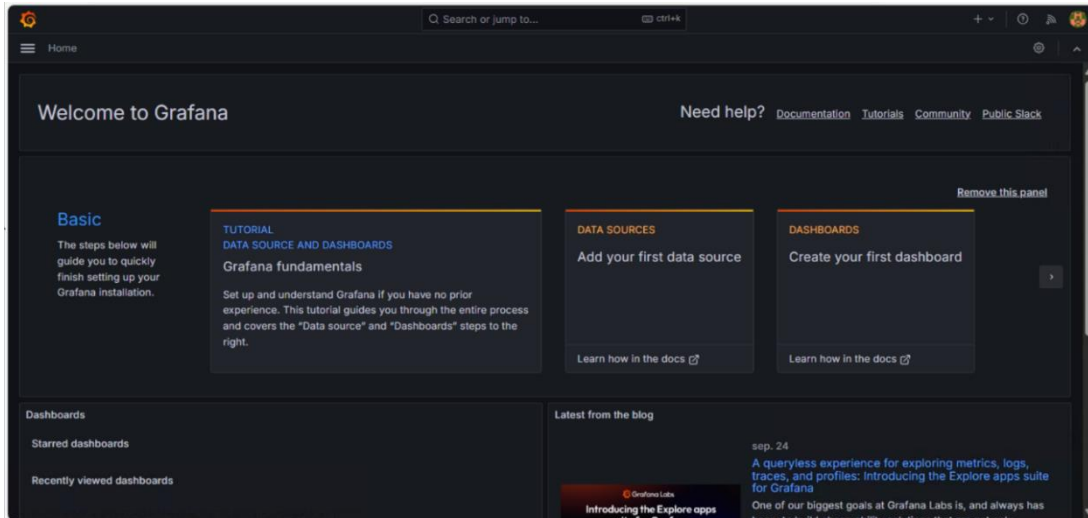 Search or jump to...
ctrl+k
Home
Welcome to Grafana
Need help?
Documentation
Tutorials
Community
Public Slack
Remove this panel
Basic
The steps below will
guide you to quickly
finish setting up your
Grafana installation.
TUTORIAL
DATA SOURCE AND DASHBOARDS
Grafana fundamentals
Set up and understand Grafana if you have no prior
experience. This tutorial guides you through the entire process
and covers the “Data source” and “Dashboards” steps to the
right.
DATA SOURCES
Add your first data source
Learn how in the docs
DASHBOARDS
Create your first dashboard
Learn how in the docs
Dashboards
Starred dashboards
Recently viewed dashboards
Latest from the blog
Grafana Labs
Introducing the Explore apps
sep. 24
A queryless experience for exploring metrics, logs,
traces, and profiles: Introducing the Explore apps suite
for Grafana
One of our biggest goals at Grafana Labs is, and always has